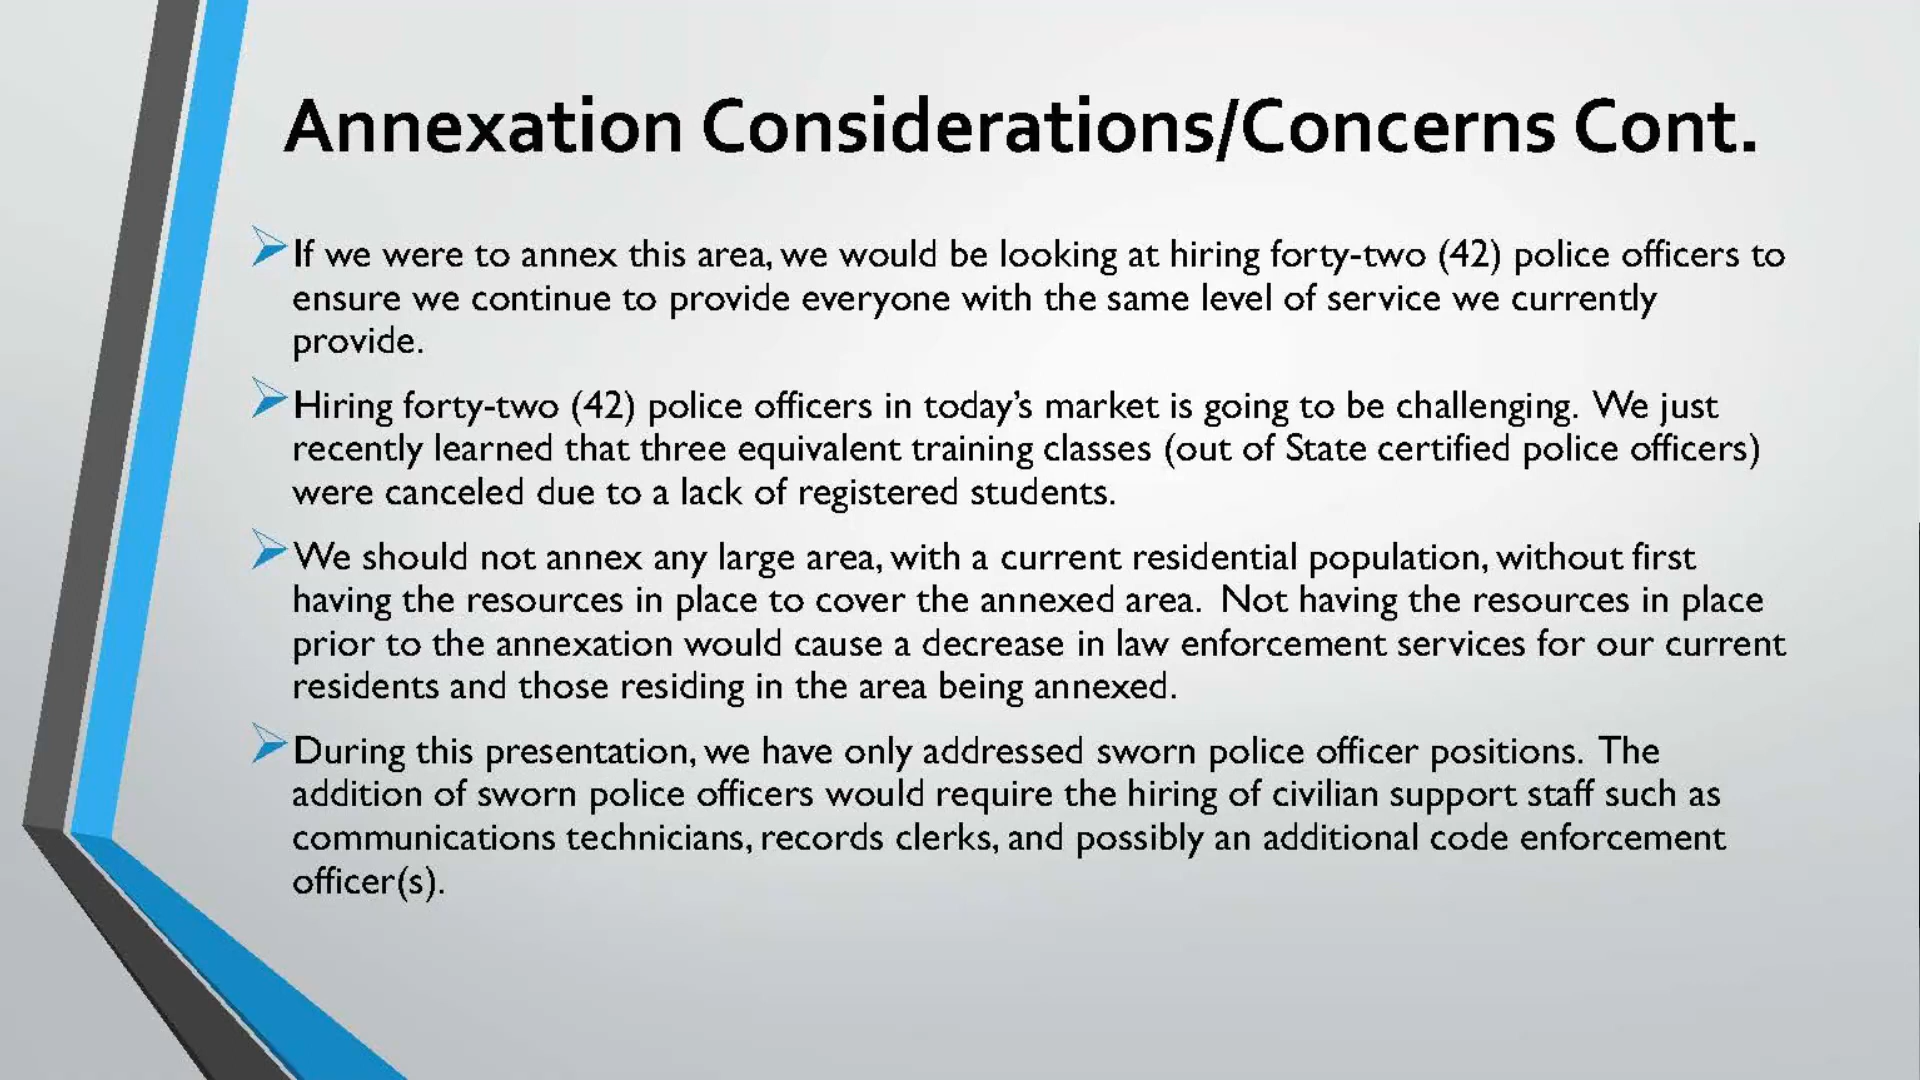 Annexation Considerations/Concerns Cont.
If we were to annex this area, we would be looking at hiring forty-two (42) police officers to
ensure we continue to provide everyone with the same level of service we currently
provide.
Hiring forty-two (42) police officers in today's market is going to be challenging.  We just
recently learned that three equivalent training classes (out of State certified police officers)
were canceled due to a lack of registered students.
We should not annex any large area, with a current residential population, without first
having the resources in place to cover the annexed area.  Not having the resources in place
prior to the annexation would cause a decrease in law enforcement services for our current
residents and those residing in the area being annexed.
During this presentation, we have only addressed sworn police officer positions.  The
addition of sworn police officers would require the hiring of civilian support staff such as
communications technicians, records clerks, and possibly an additional code enforcement
officer(s).